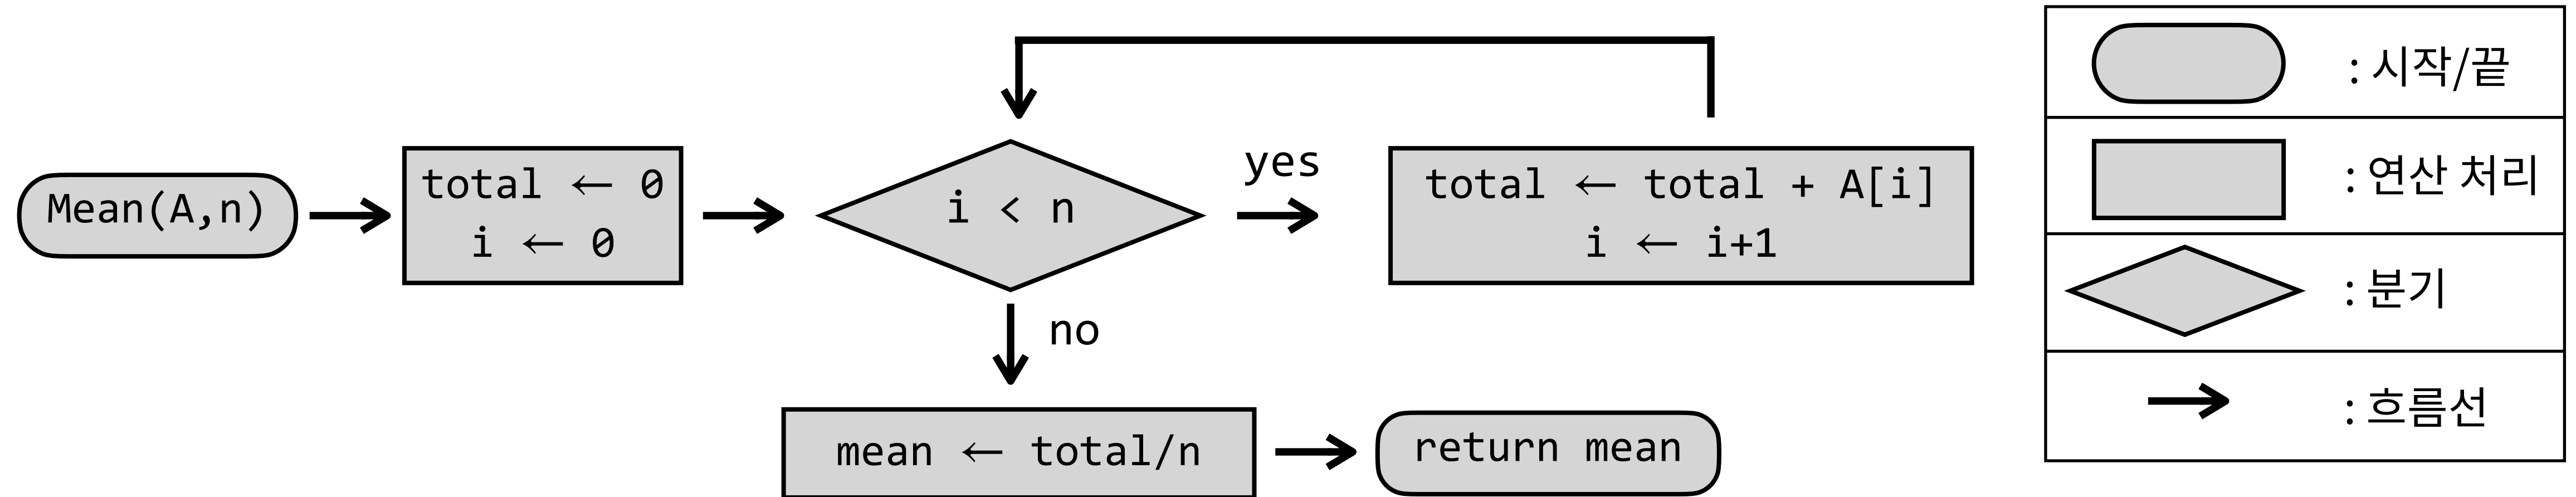 Mean(A,n)
total ← 0
i ← 0
i < n
yes
total ← total + A[i]
i ← i+1
no
mean ← total/n
return mean
: 시작/끝
: 연산 처리
: 분기
: 흐름선